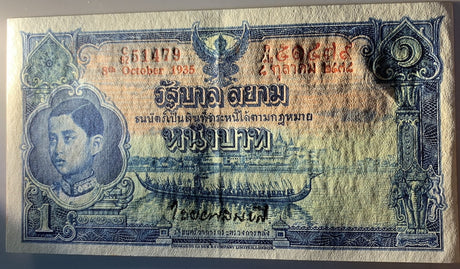 51479
8th October 1935
๕๑๔๗๙
๘ ตุลาคม ๒๔๗๘
๑
รัฐบาลสยาม
ธนบัตร์เป็นเงินที่ชำระหนี้ได้ตามกฎหมาย
หนึ่งบาท
1